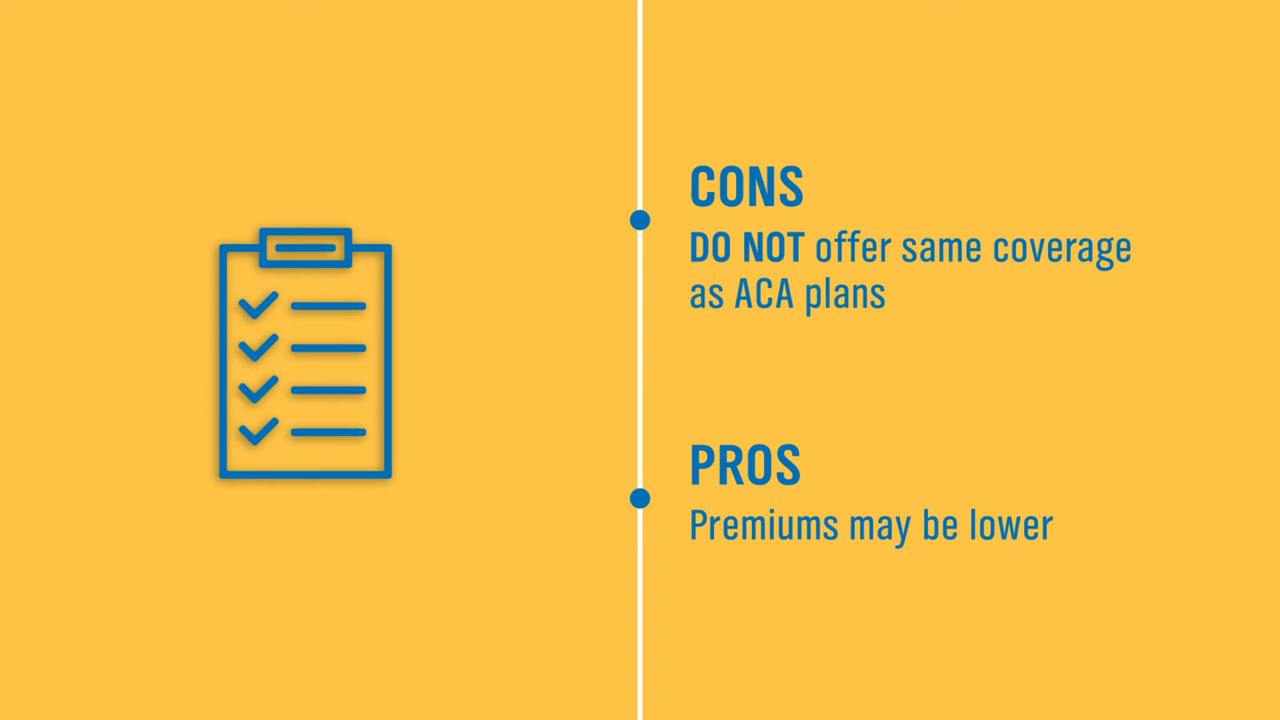 CONS
DO NOT offer same coverage
as ACA plans
PROS
Premiums may be lower